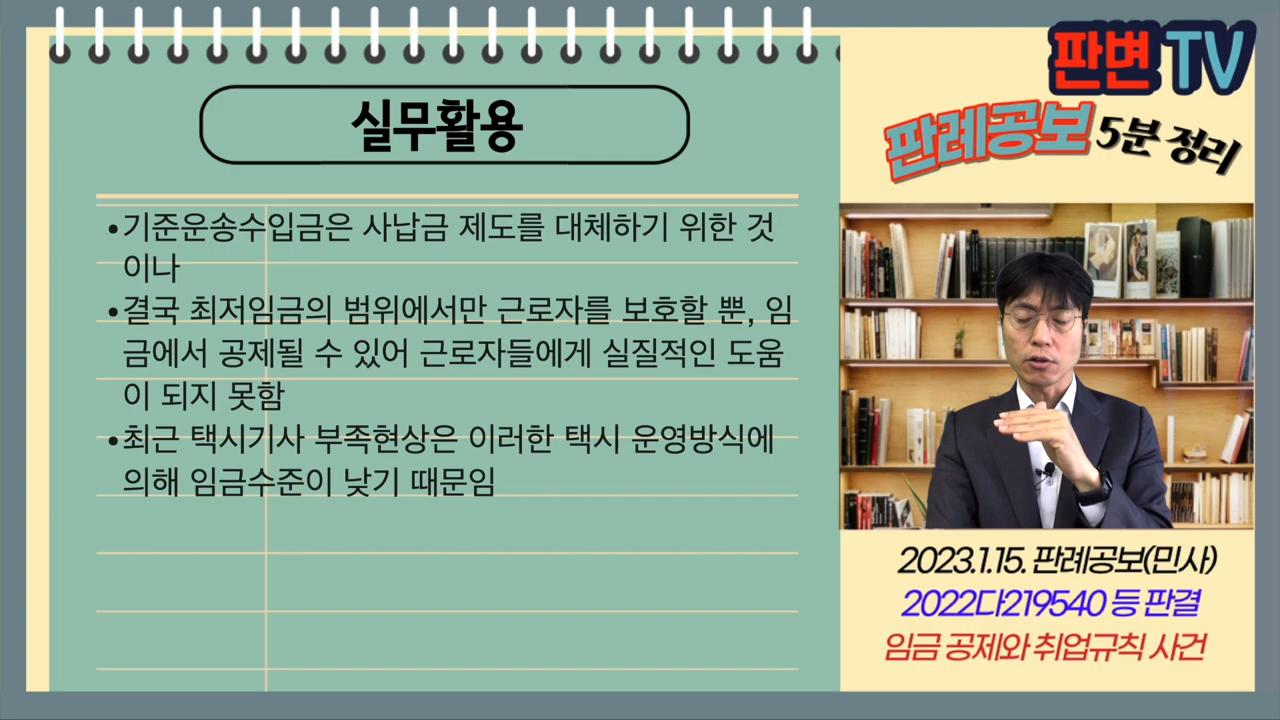 실무활용
•기준운송수입금은 사납금 제도를 대체하기 위한 것
이나
•결국 최저임금의 범위에서만 근로자를 보호할 뿐, 임
금에서 공제될 수 있어 근로자들에게 실질적인 도움
이 되지 못함
•최근 택시기사 부족현상은 이러한 택시 운영방식에
의해 임금수준이 낮기 때문임
판변 TV
판례공보 5분 정리
2023.1.15. 판례공보(민사)
2022다219540 등 판결
임금 공제와 취업규칙 사건